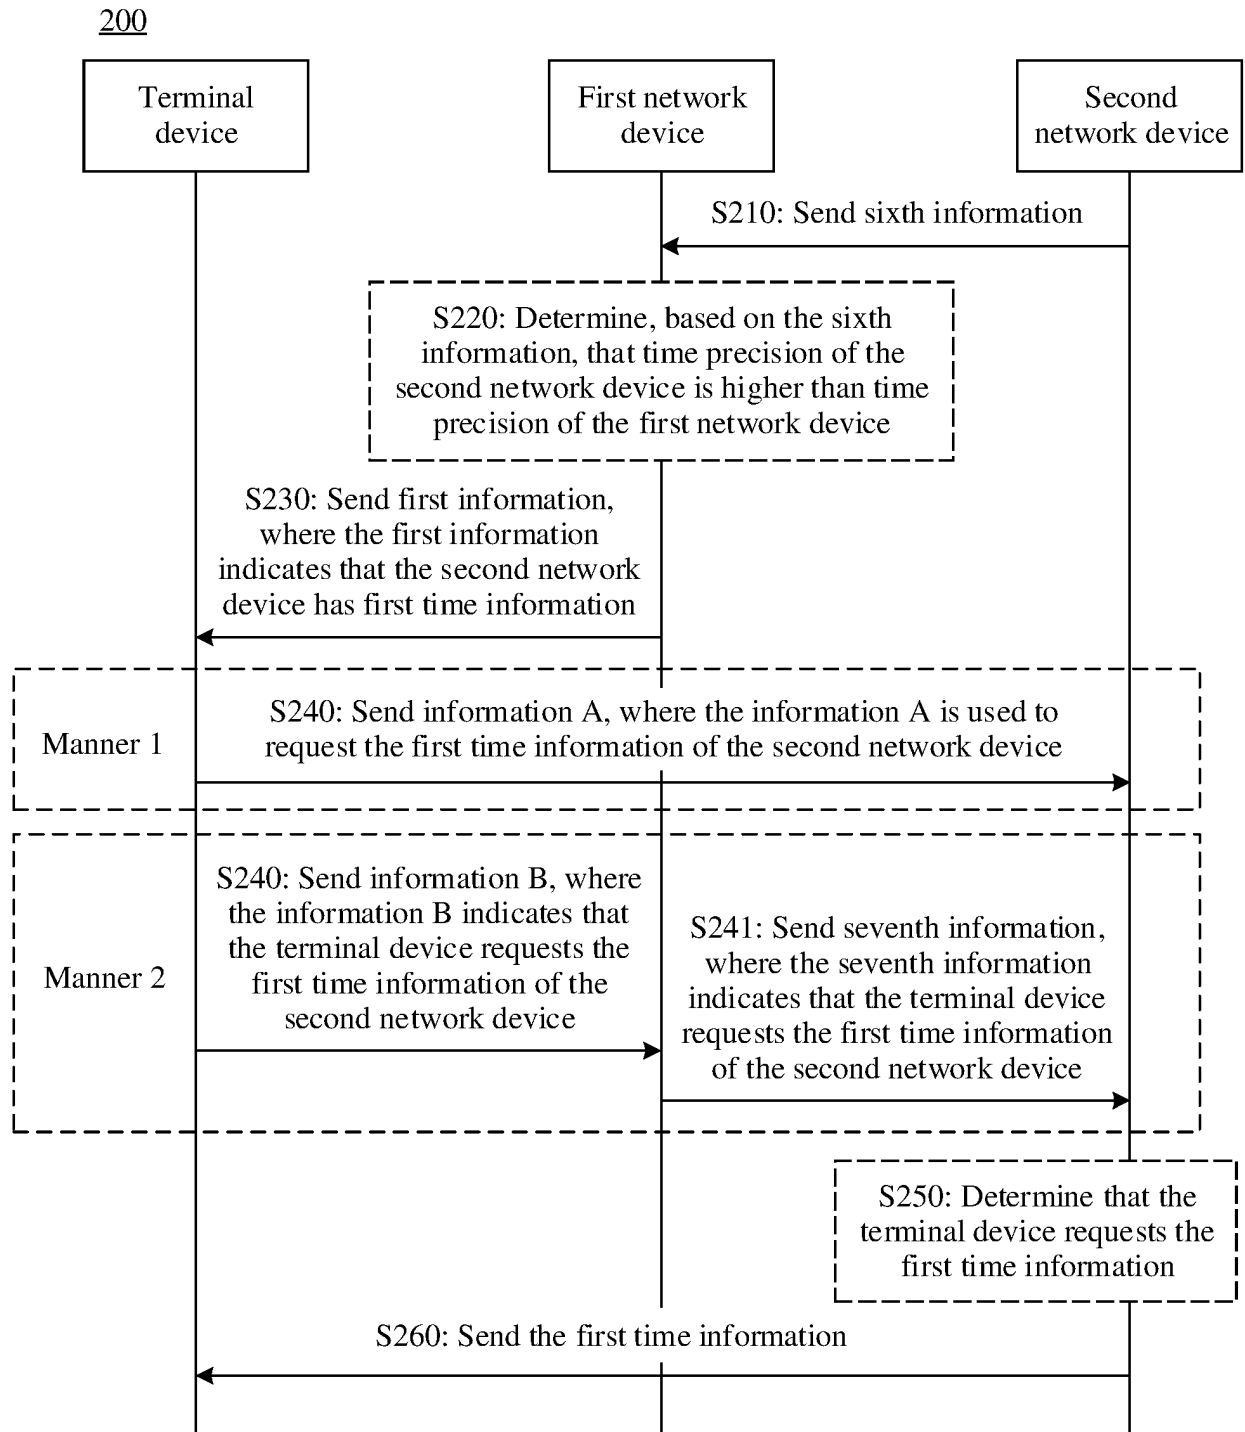 200
Terminal
device
First network
device
Second
network device
S210: Send sixth information
S220: Determine, based on the sixth
information, that time precision of the
second network device is higher than time
precision of the first network device
S230: Send first information,
where the first information
indicates that the second network
device has first time information
Manner 1
S240: Send information A, where the information A is used to
request the first time information of the second network device
Manner 2
S240: Send information B, where
the information B indicates that
the terminal device requests the
first time information of the
second network device
S241: Send seventh information,
where the seventh information
indicates that the terminal device
requests the first time information
of the second network device
S250: Determine that the
terminal device requests the
first time information
S260: Send the first time information